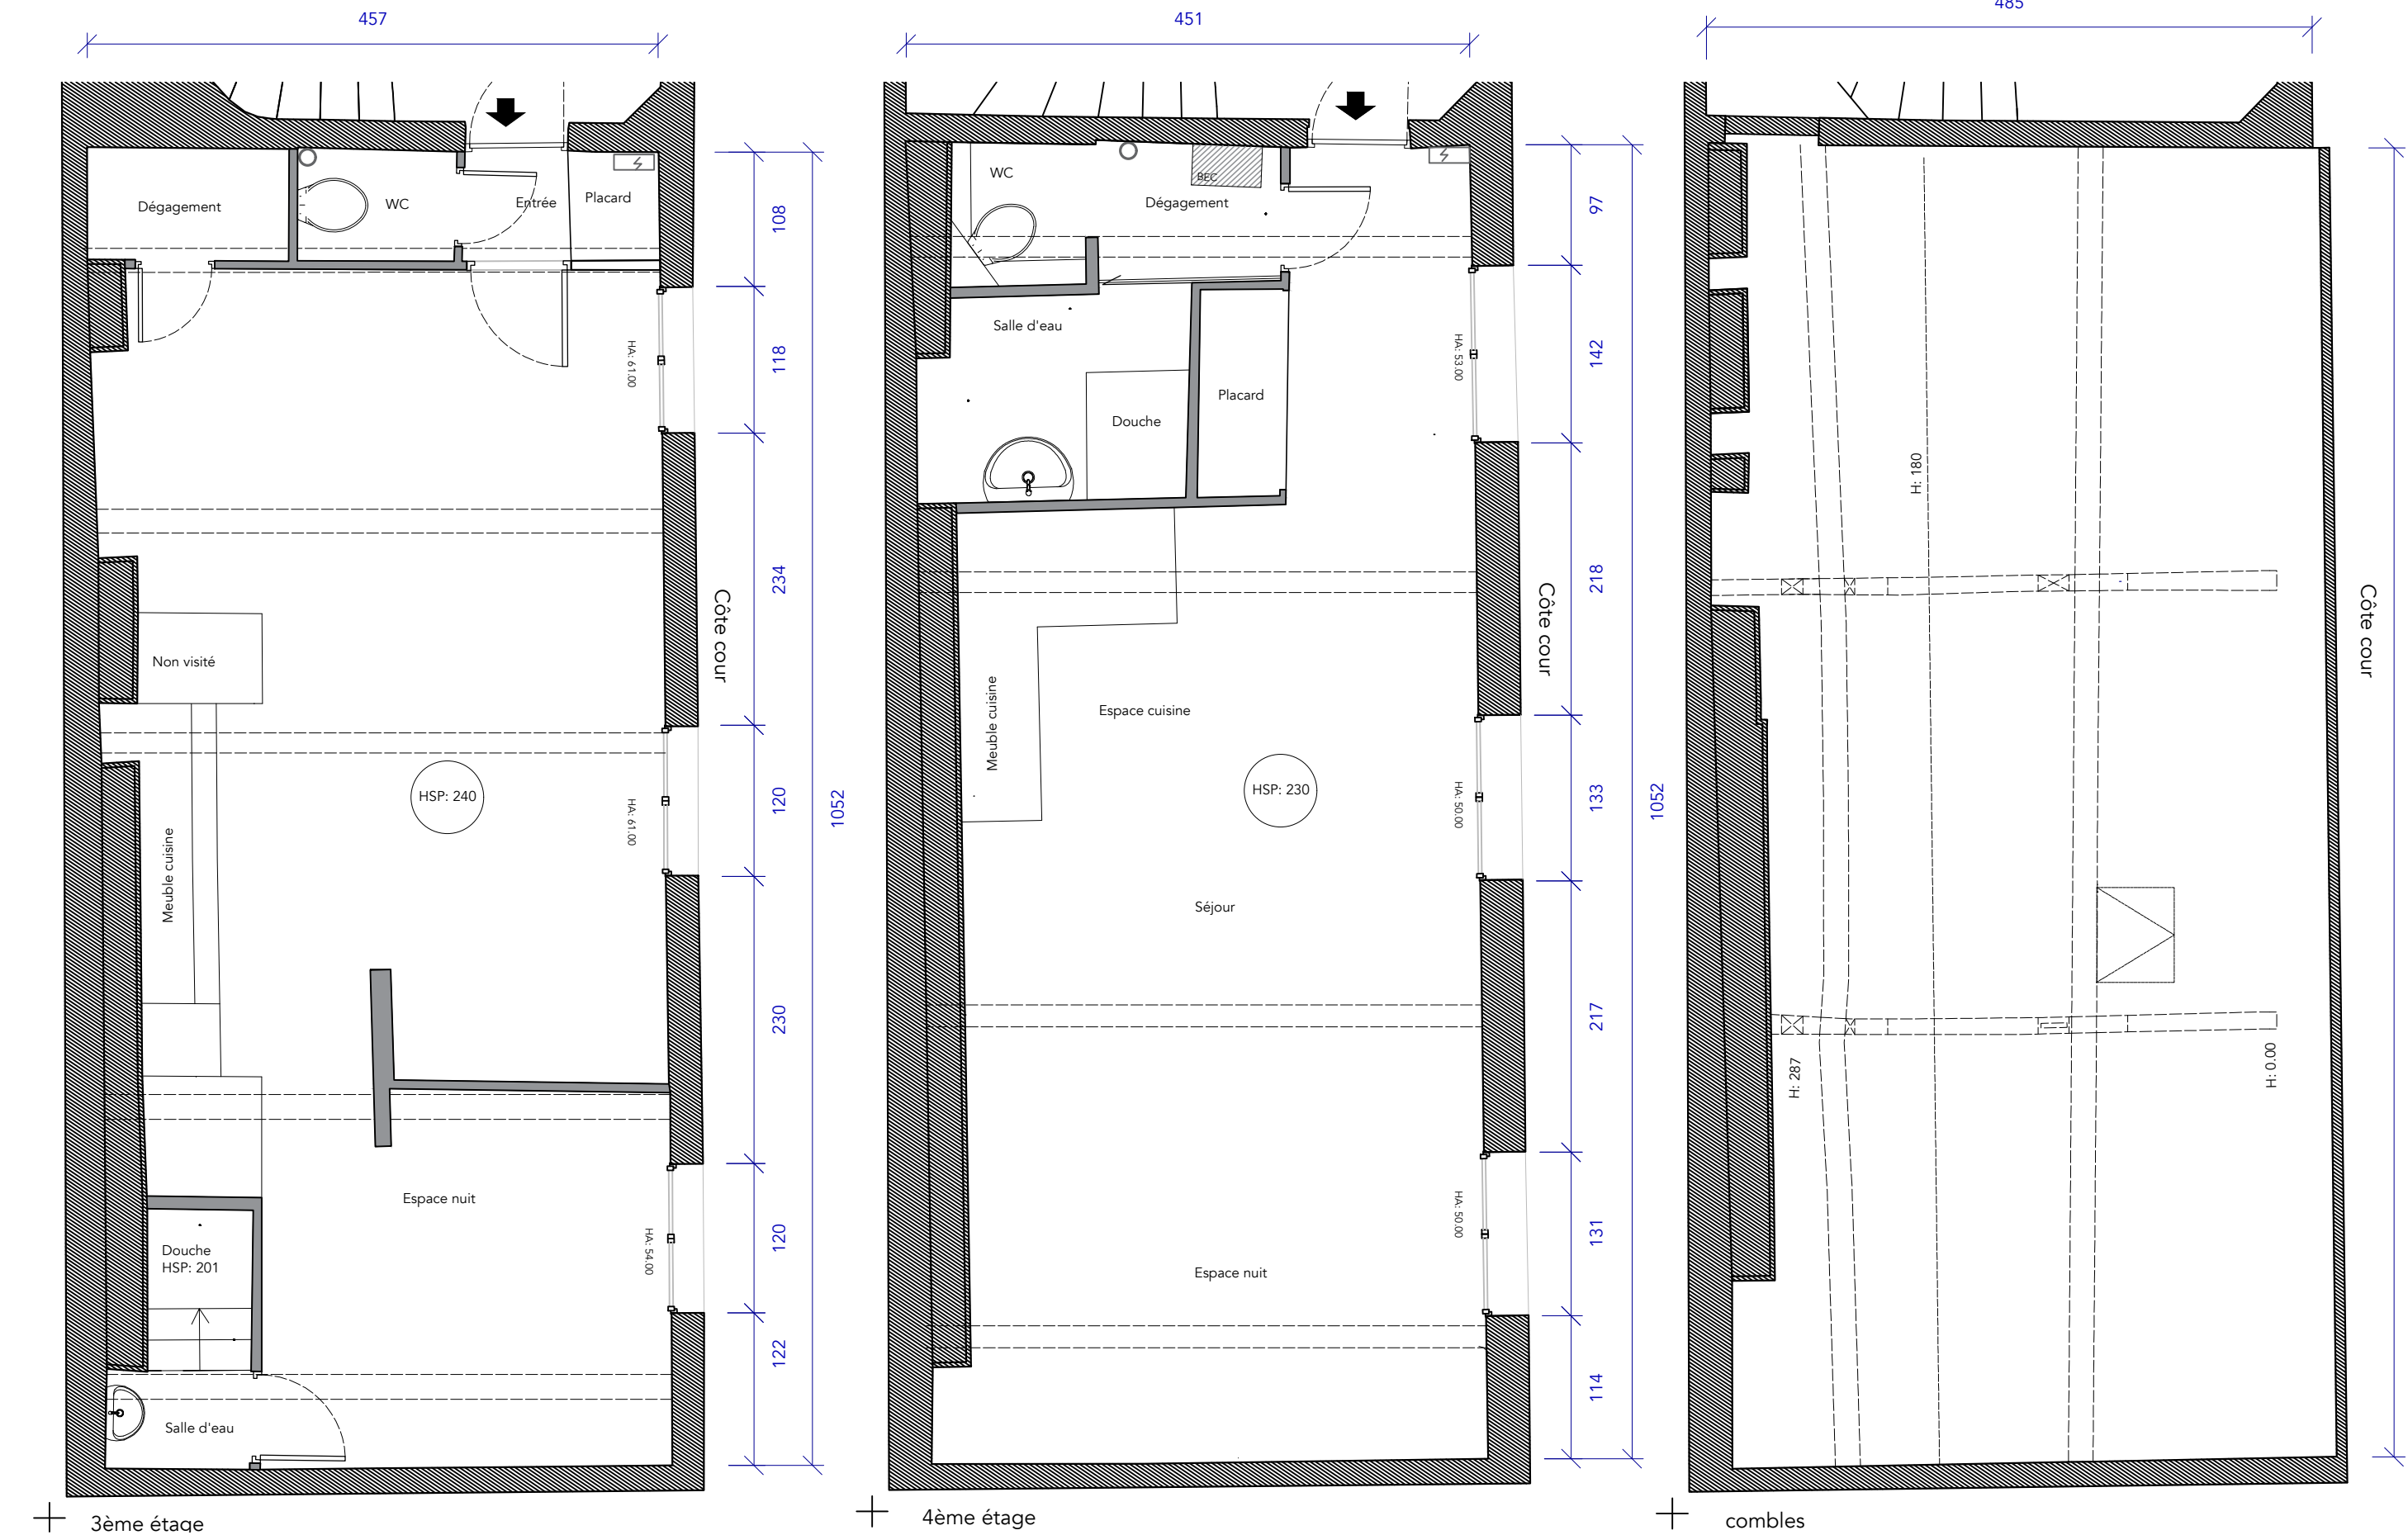 457
Dégagement
WC
Entrée
Placard
108
HA: 61.00
118
234
Côte cour
Non visité
HSP: 240
HA: 61.00
120
1052
Meuble cuisine
230
Espace nuit
Douche
HSP: 201
HA: 54.00
120
122
Salle d'eau
3ème étage
451
WC
BEC
Dégagement
97
Salle d'eau
HA: 53.00
142
Placard
Douche
218
Côte cour
Meuble cuisine
Espace cuisine
HSP: 230
HA: 50.00
133
1052
Séjour
217
HA: 50.00
131
Espace nuit
114
4ème étage
485
H: 180
Côte cour
H: 287
H: 0.00
combles